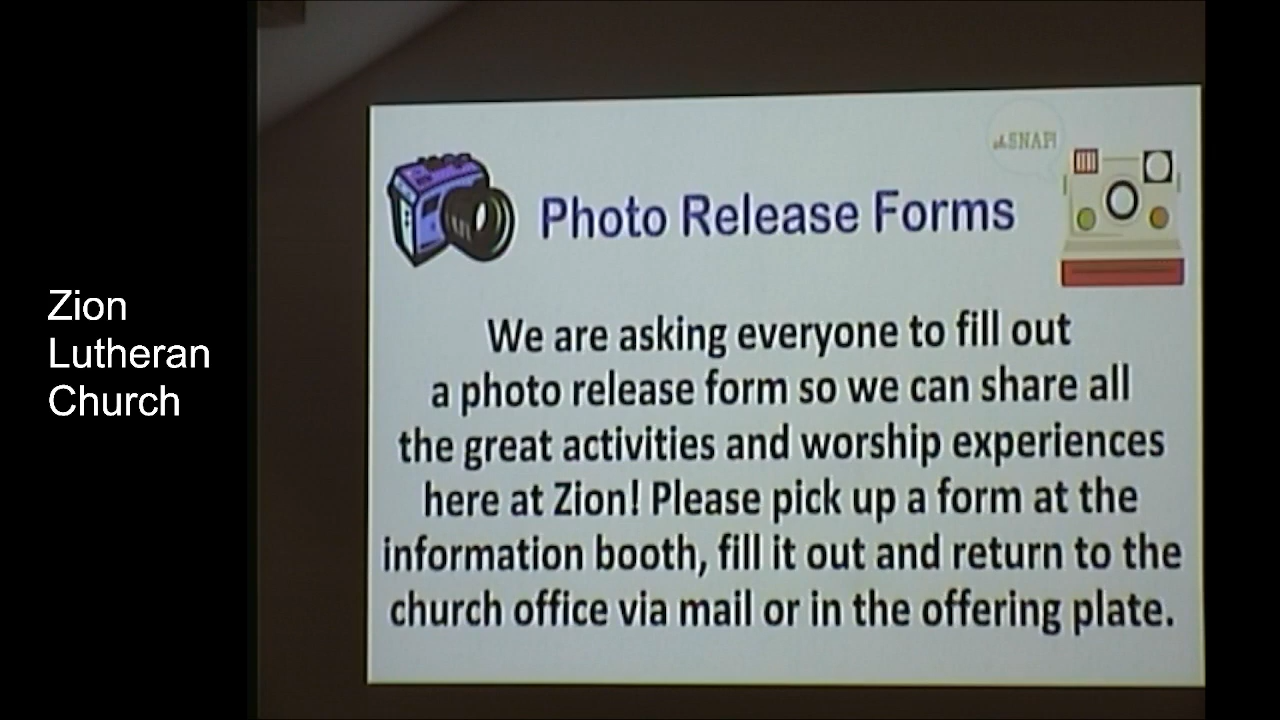 Zion
Lutheran
Church
oh SNAP!
Photo Release Forms
We are asking everyone to fill out
a photo release form so we can share all
the great activities and worship experiences
here at Zion! Please pick up a form at the
information booth, fill it out and return to the
church office via mail or in the offering plate.